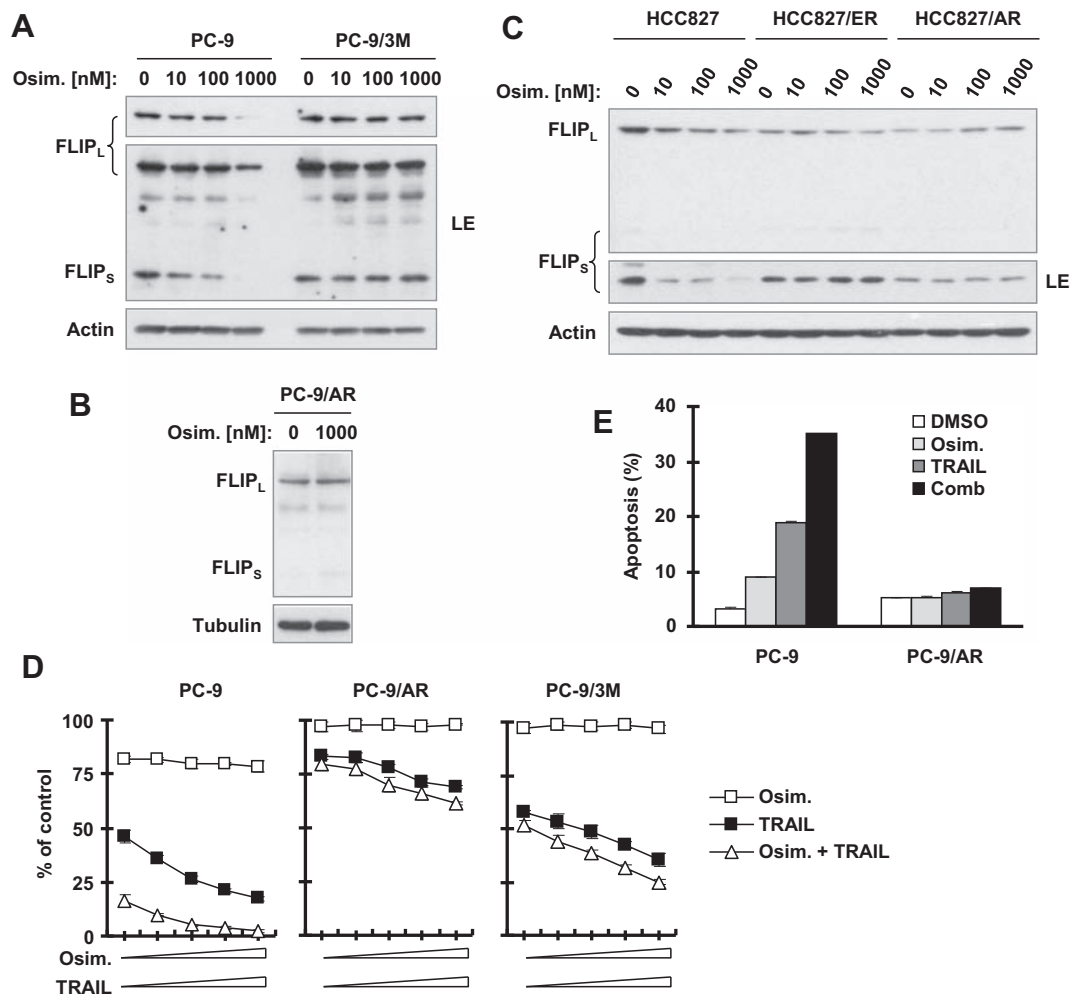 A
PC-9 PC-9/3M
Osim. [nM]: 0 10 100 1000 0 10 100 1000
FLIPL
LE
FLIPS
Actin
B
PC-9/AR
Osim. [nM]: 0 1000
FLIPL
FLIPS
Tubulin
C
HCC827 HCC827/ER HCC827/AR
Osim. [nM]: 0 10 100 1000 0 10 100 1000 0 10 100 1000
FLIPL
FLIPS
LE
Actin
E
40
30
20
10
0
Apoptosis (%)
DMSO
Osim.
TRAIL
Comb
PC-9 PC-9/AR
D
PC-9 PC-9/AR PC-9/3M
100
75
50
25
0
% of control
Osim.
TRAIL
Osim. + TRAIL
Osim.
TRAIL